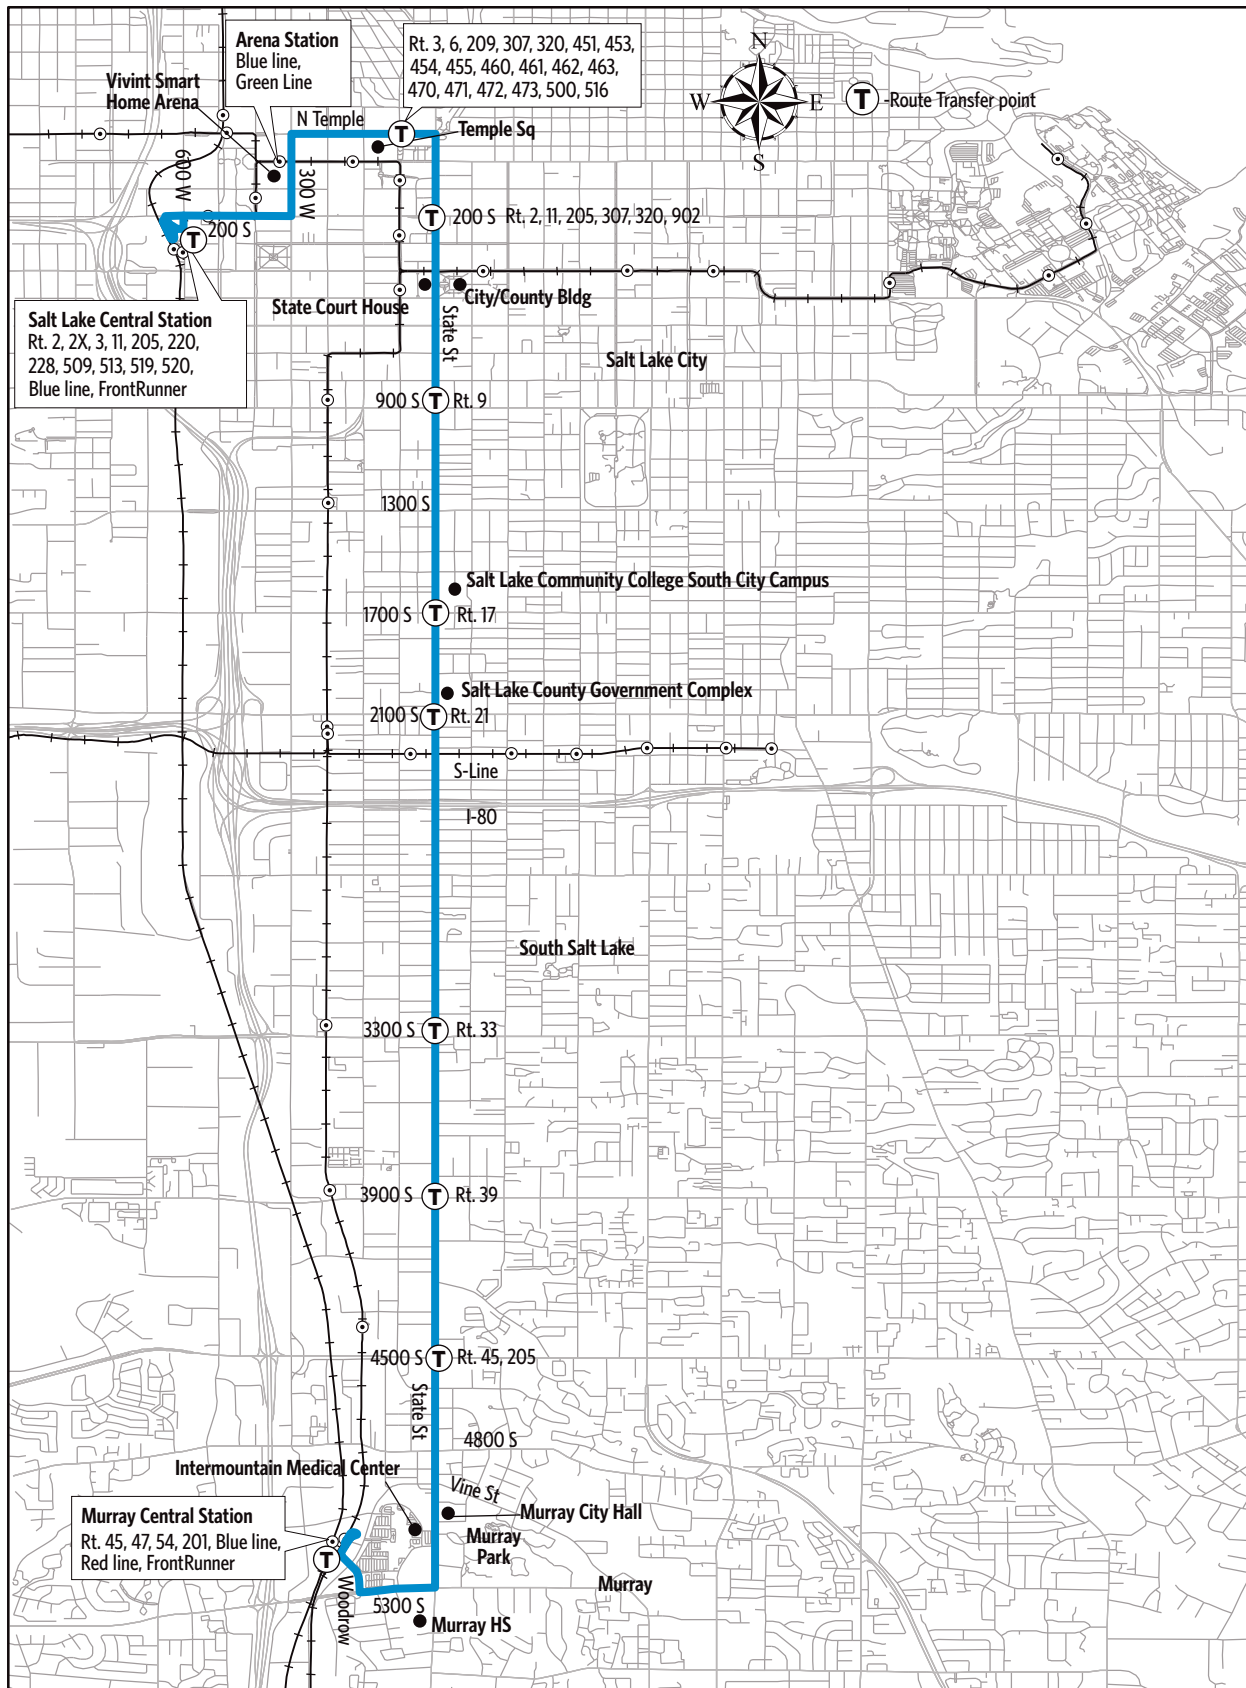 Arena Station
Blue line,
Green Line
Rt. 3, 6, 209, 307, 320, 451, 453,
454, 455, 460, 461, 462, 463,
470, 471, 472, 473, 500, 516
N
W
E
S
T -Route Transfer point
Vivint Smart
Home Arena
N Temple
T
Temple Sq
600 W
300 W
T
200 S
T
200 S Rt. 2, 11, 205, 307, 320, 902
State Court House
City/County Bldg
State St
Salt Lake Central Station
Rt. 2, 2X, 3, 11, 205, 220,
228, 509, 513, 519, 520,
Blue line, FrontRunner
Salt Lake City
900 S T Rt. 9
1300 S
Salt Lake Community College South City Campus
1700 S T Rt. 17
Salt Lake County Government Complex
2100 S T Rt. 21
S-Line
I-80
South Salt Lake
3300 S T Rt. 33
3900 S T Rt. 39
4500 S T Rt. 45, 205
State St
4800 S
Intermountain Medical Center
Vine St
Murray City Hall
Murray
Park
Murray Central Station
Rt. 45, 47, 54, 201, Blue line,
Red line, FrontRunner
T
Woodrow
Murray
5300 S
Murray HS